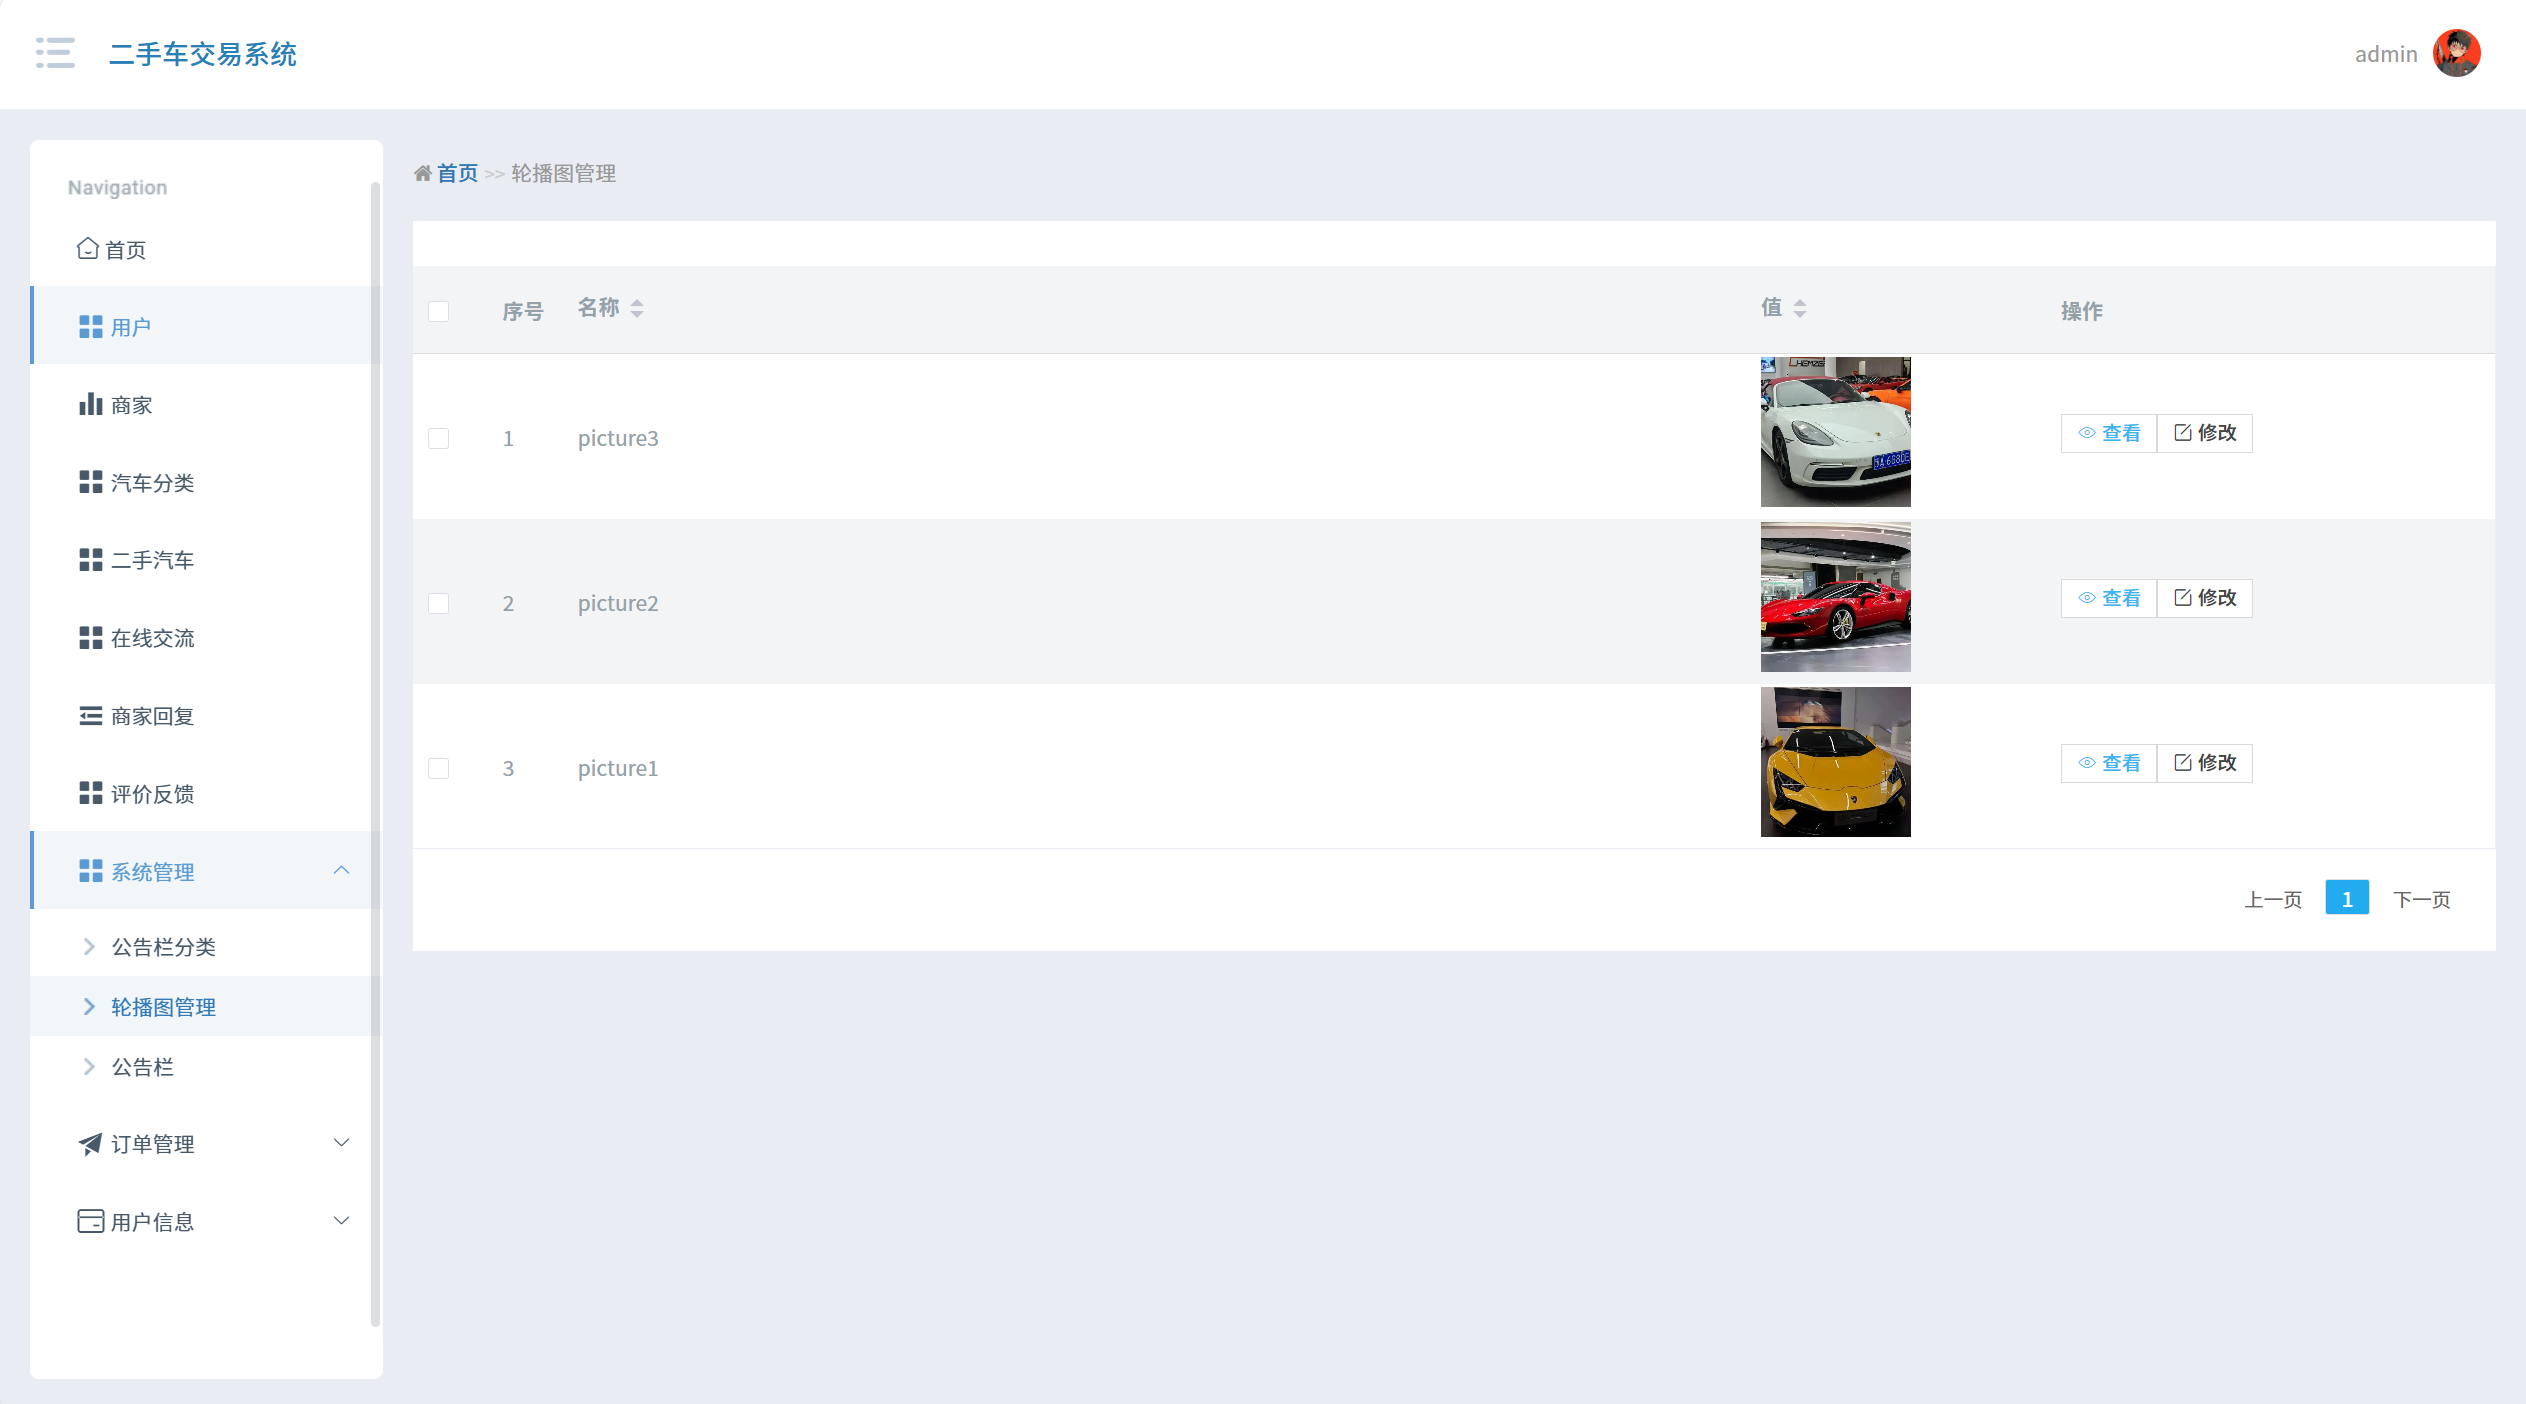 二手车交易系统
admin
Navigation
首页
用户
商家
汽车分类
二手汽车
在线交流
商家回复
评价反馈
系统管理
公告栏分类
轮播图管理
公告栏
订单管理
用户信息
首页 >> 轮播图管理
序号 名称 值 操作
1 picture3 查看 修改
2 picture2 查看 修改
3 picture1 查看 修改
上一页 1 下一页